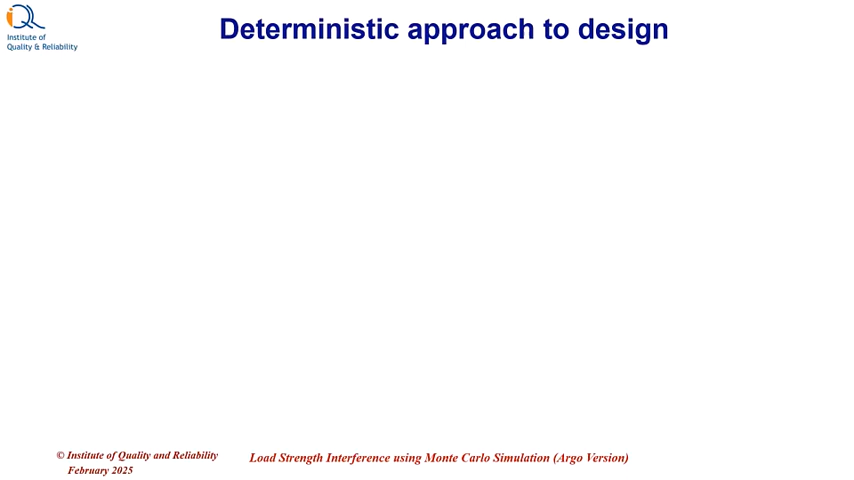 Institute of
Quality & Reliability
Deterministic approach to design
© Institute of Quality and Reliability
February 2025
Load Strength Interference using Monte Carlo Simulation (Argo Version)